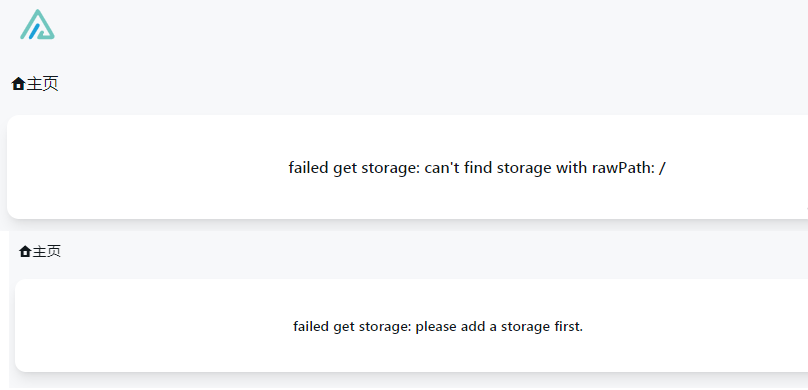 主页
failed get storage: can't find storage with rawPath: /
主页
failed get storage: please add a storage first.